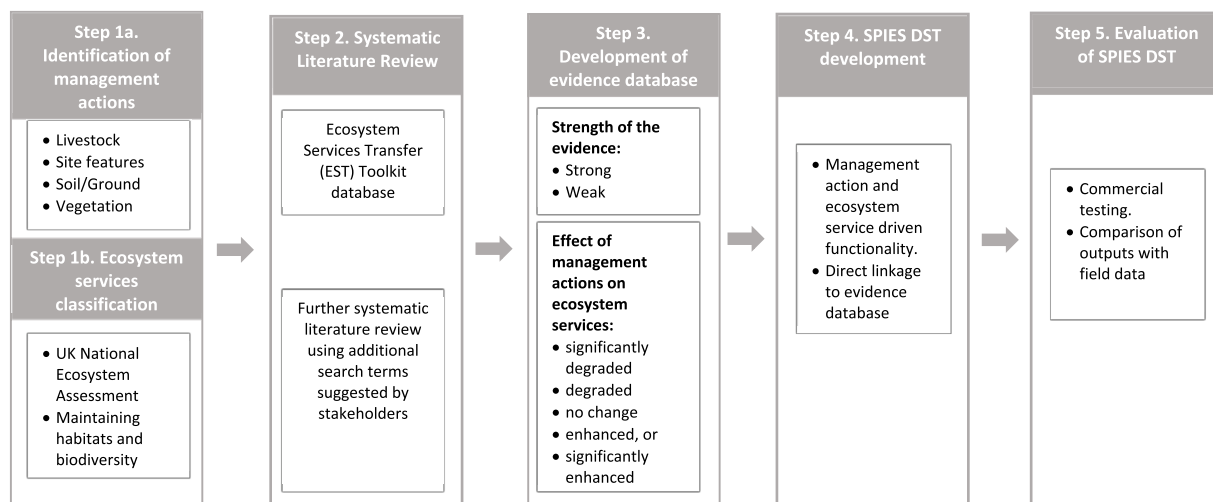 Step 1a.
Identification of
management
actions
• Livestock
• Site features
• Soil/Ground
• Vegetation
Step 1b. Ecosystem
services
classification
• UK National
Ecosystem
Assessment
• Maintaining
habitats and
biodiversity
Step 2. Systematic
Literature Review
Ecosystem
Services Transfer
(EST) Toolkit
database
Further systematic
literature review
using additional
search terms
suggested by
stakeholders
Step 3.
Development of
evidence database
Strength of the
evidence:
• Strong
• Weak
Effect of
management
actions on
ecosystem
services:
• significantly
degraded
• degraded
• no change
• enhanced, or
• significantly
enhanced
Step 4. SPIES DST
development
• Management
action and
ecosystem
service driven
functionality.
• Direct linkage
to evidence
database
Step 5. Evaluation
of SPIES DST
• Commercial
testing.
• Comparison of
outputs with
field data